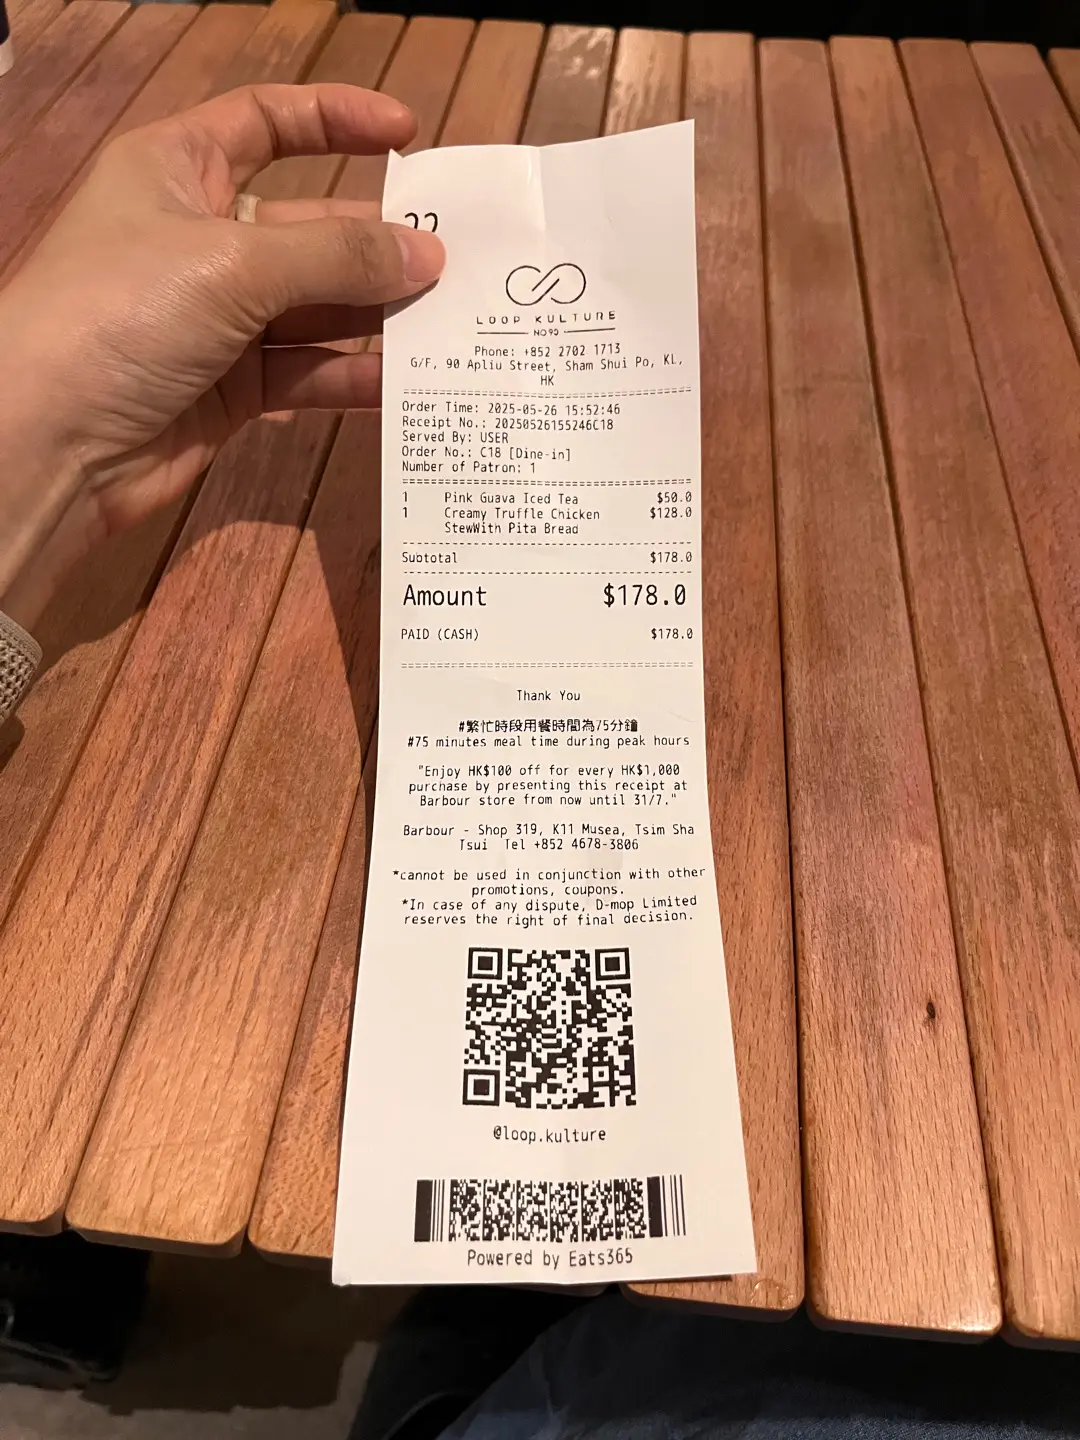 22
LOOP KULTURE
NO90
Phone: +852 2702 1713
G/F, 90 Apliu Street, Sham Shui Po, KL,
HK
Order Time: 2025-05-26 15:52:46
Receipt No.: 20250526155246C18
Served By: USER
Order No.: C18 [Dine-in]
Number of Patron: 1
1 Pink Guava Iced Tea $50.0
1 Creamy Truffle Chicken $128.0
StewWith Pita Bread
Subtotal $178.0
Amount $178.0
PAID (CASH) $178.0
Thank You
#繁忙時段用餐時間為75分鐘
#75 minutes meal time during peak hours
"Enjoy HK$100 off for every HK$1,000
purchase by presenting this receipt at
Barbour store from now until 31/7."
Barbour - Shop 319, K11 Musea, Tsim Sha
Tsui Tel +852 4678-3806
*cannot be used in conjunction with other
promotions, coupons.
*In case of any dispute, D-mop Limited
reserves the right of final decision.
@loop.kulture
Powered by Eats365